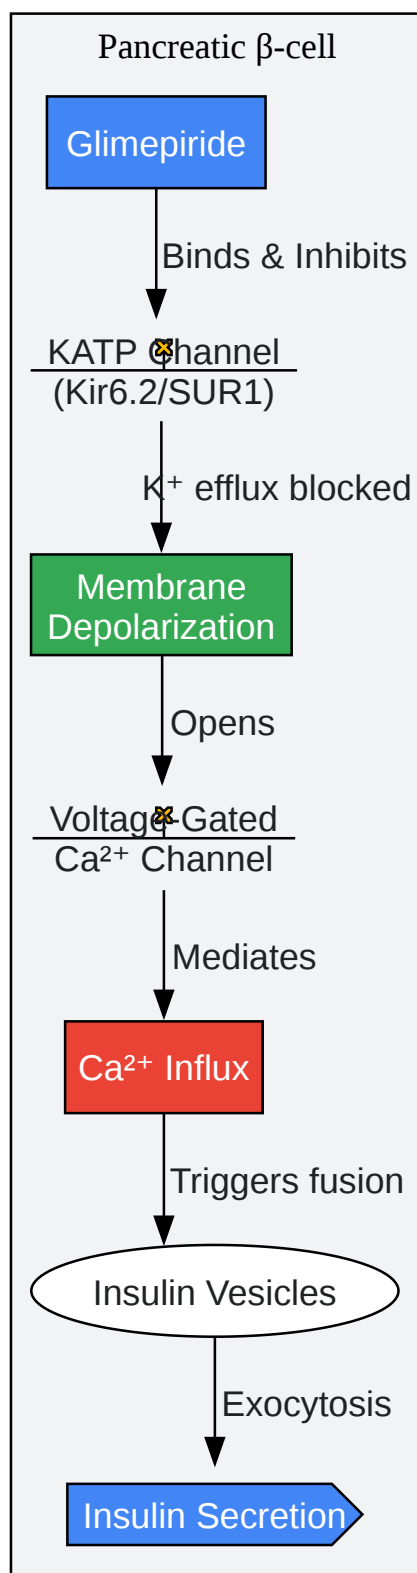 Pancreatic β-cell
Glimepiride
Binds & Inhibits
KATP Channel
(Kir6.2/SUR1)
K⁺ efflux blocked
Membrane
Depolarization
Opens
Voltage-Gated
Ca²⁺ Channel
Mediates
Ca²⁺ Influx
Triggers fusion
Insulin Vesicles
Exocytosis
Insulin Secretion